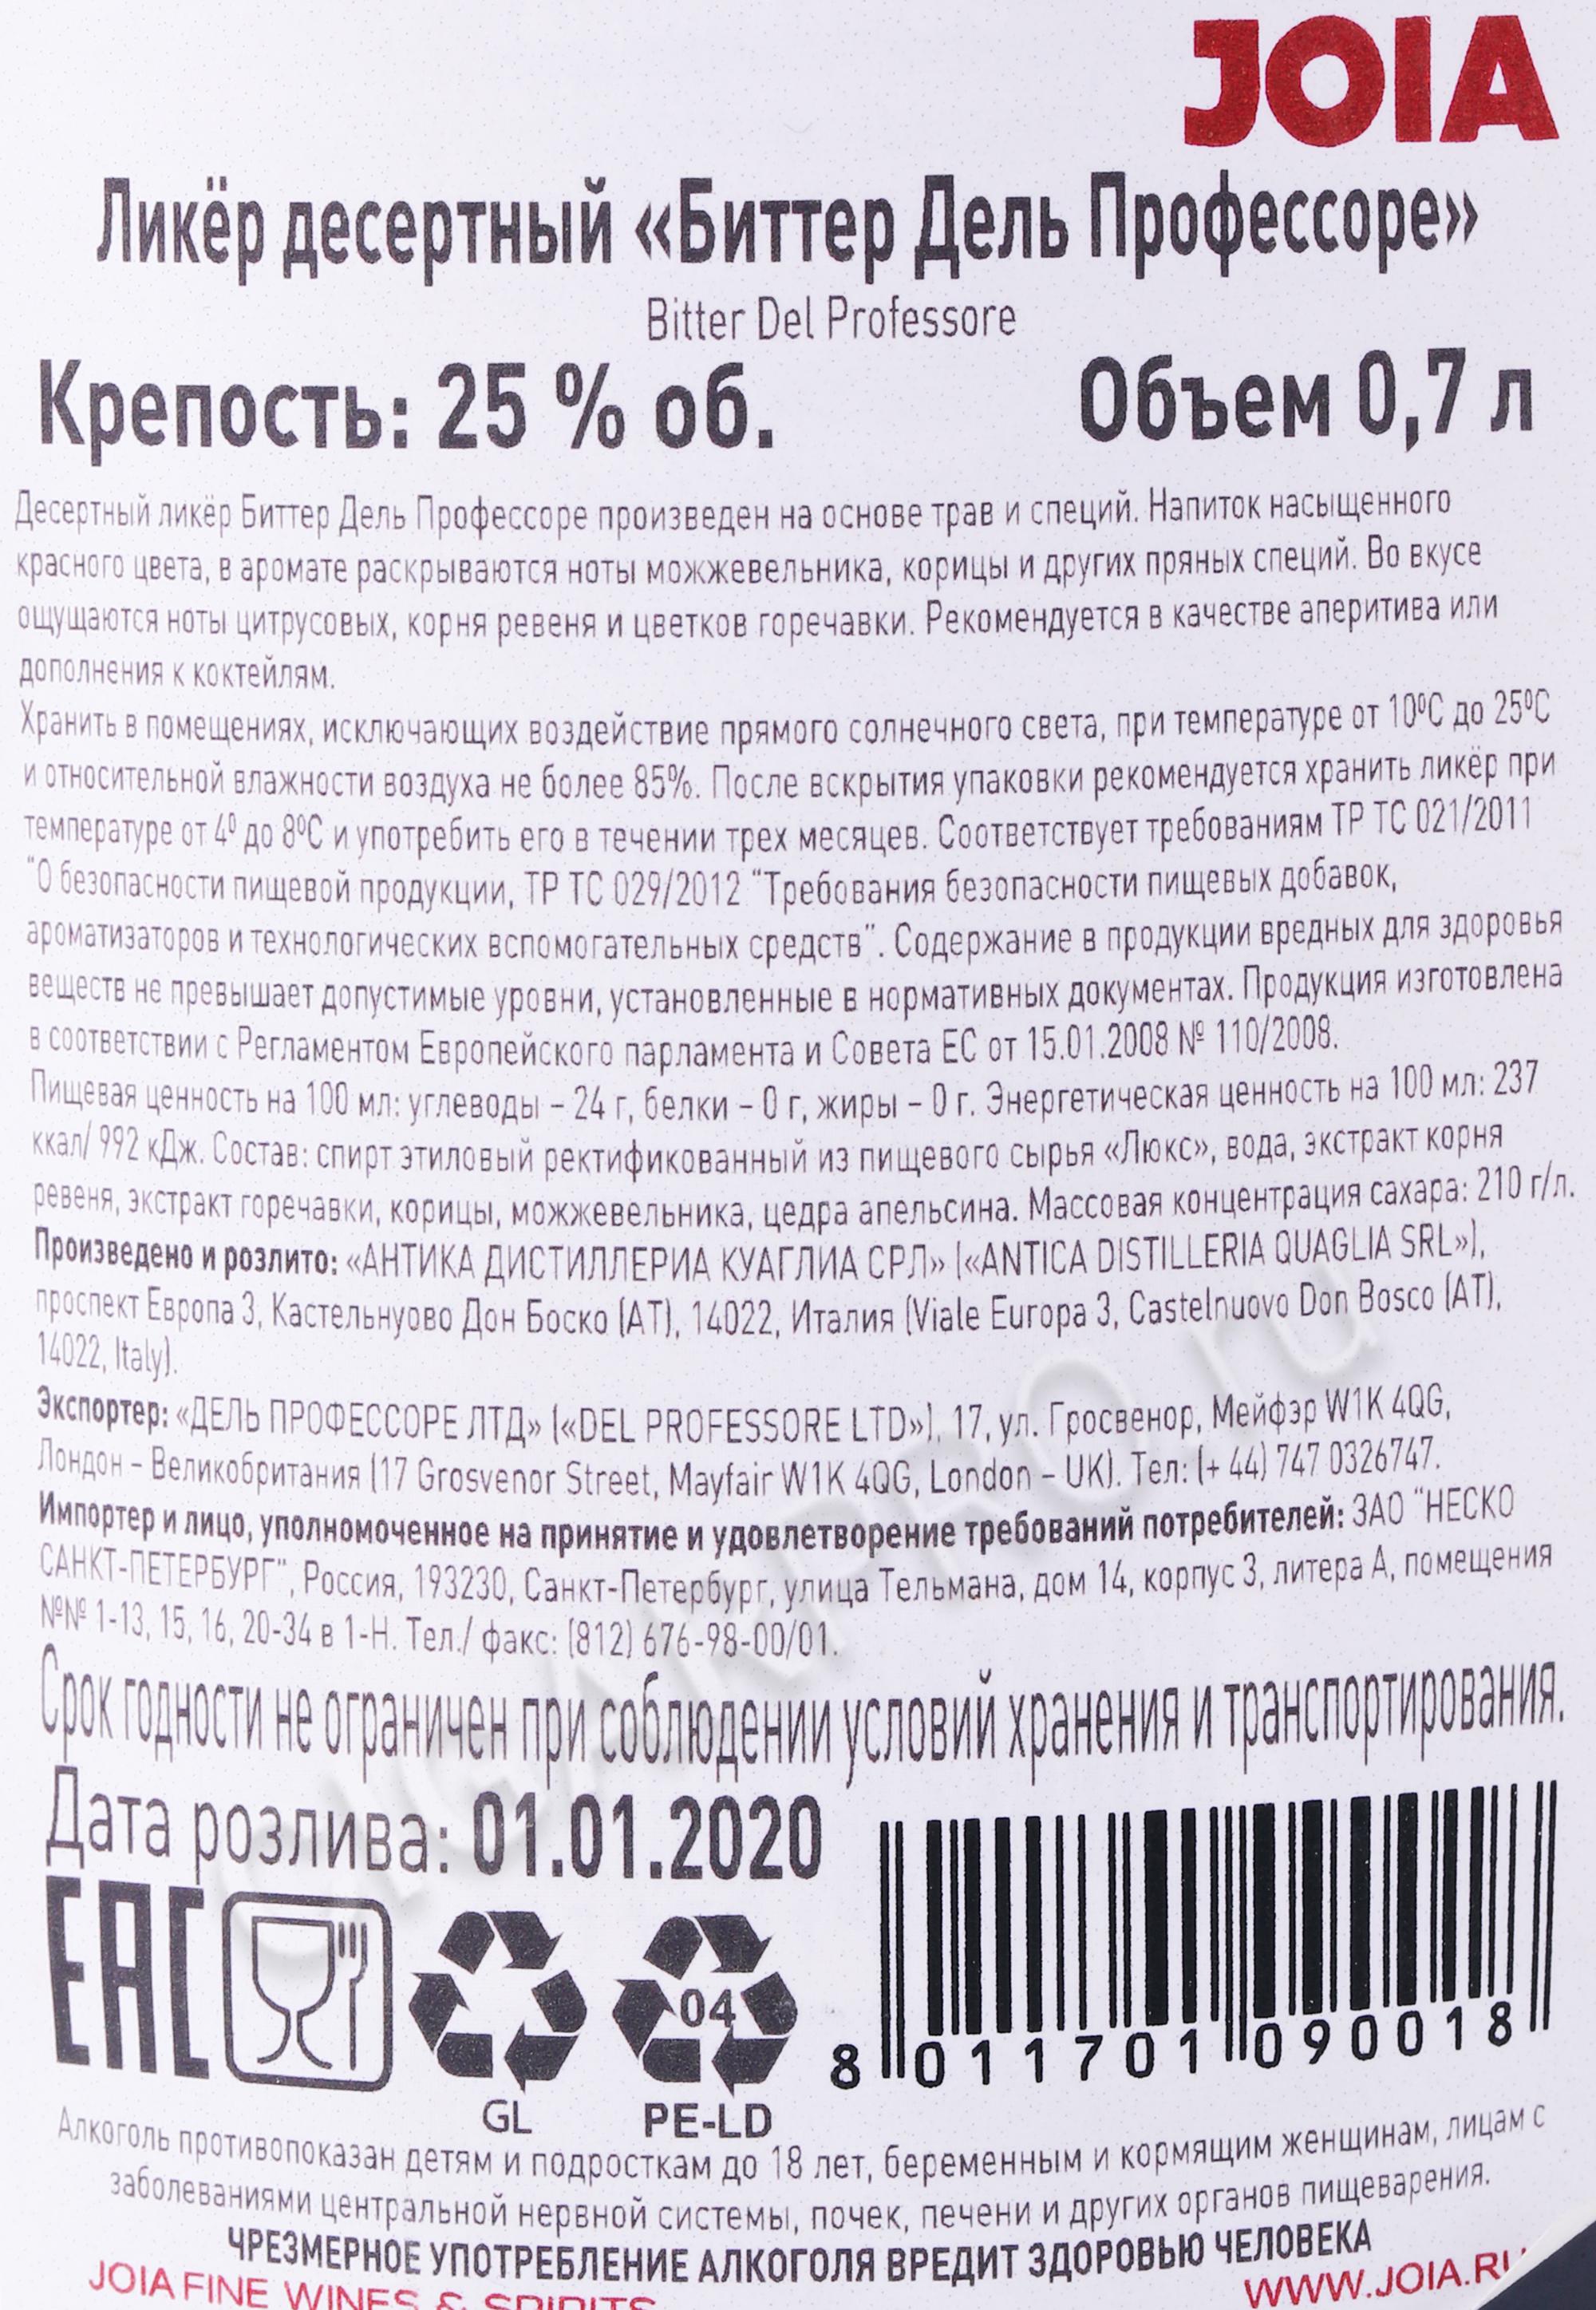 JOIA
Ликёр десертный «Биттер Дель Профессоре»
Bitter Del Professore
Крепость: 25 % об. Объем 0,7 л
Десертный ликёр Биттер Дель Профессоре произведен на основе трав и специй. Напиток насыщенного
красного цвета, в аромате раскрываются ноты можжевельника, корицы и других пряных специй. Во вкусе
ощущаются ноты цитрусовых, корня ревеня и цветков горечавки. Рекомендуется в качестве аперитива или
дополнения к коктейлям.
Хранить в помещениях, исключающих воздействие прямого солнечного света, при температуре от 10⁰C до 25⁰C
и относительной влажности воздуха не более 85%. После вскрытия упаковки рекомендуется хранить ликёр при
температуре от 4⁰ до 8⁰C и употребить его в течении трех месяцев. Соответствует требованиям ТР ТС 021/2011
"О безопасности пищевой продукции, ТР ТС 029/2012 "Требования безопасности пищевых добавок,
ароматизаторов и технологических вспомогательных средств". Содержание в продукции вредных для здоровья
веществ не превышает допустимые уровни, установленные в нормативных документах. Продукция изготовлена
в соответствии с Регламентом Европейского парламента и Совета ЕС от 15.01.2008 № 110/2008.
Пищевая ценность на 100 мл: углеводы – 24 г, белки – 0 г, жиры – 0 г. Энергетическая ценность на 100 мл: 237
ккал/ 992 кДж. Состав: спирт этиловый ректификованный из пищевого сырья «Люкс», вода, экстракт корня
ревеня, экстракт горечавки, корицы, можжевельника, цедра апельсина. Массовая концентрация сахара: 210 г/л.
Произведено и розлито: «АНТИКА ДИСТИЛЛЕРИА КУАГЛИА СРЛ» («ANTICA DISTILLERIA QUAGLIA SRL»),
проспект Европа 3, Кастельнуово Дон Боско (АТ), 14022, Италия (Viale Europa 3, Castelnuovo Don Bosco (AT),
14022, Italy).
Экспортер: «ДЕЛЬ ПРОФЕССОРЕ ЛТД» («DEL PROFESSORE LTD»), 17, ул. Гросвенор, Мейфэр W1K 4QG,
Лондон – Великобритания (17 Grosvenor Street, Mayfair W1K 4QG, London – UK). Тел: (+ 44) 747 0326747.
Импортер и лицо, уполномоченное на принятие и удовлетворение требований потребителей: ЗАО "НЕСКО
САНКТ-ПЕТЕРБУРГ", Россия, 193230, Санкт-Петербург, улица Тельмана, дом 14, корпус 3, литера А, помещения
№№ 1-13, 15, 16, 20-34 в 1-Н. Тел./ факс: (812) 676-98-00/01.
Срок годности не ограничен при соблюдении условий хранения и транспортирования.
Дата розлива: 01.01.2020
EAC
04
8 011701 090018
GL PE-LD
Алкоголь противопоказан детям и подросткам до 18 лет, беременным и кормящим женщинам, лицам с
заболеваниями центральной нервной системы, почек, печени и других органов пищеварения.
ЧРЕЗМЕРНОЕ УПОТРЕБЛЕНИЕ АЛКОГОЛЯ ВРЕДИТ ЗДОРОВЬЮ ЧЕЛОВЕКА
JOIA FINE WINES & SPIRITS WWW.JOIA.RU